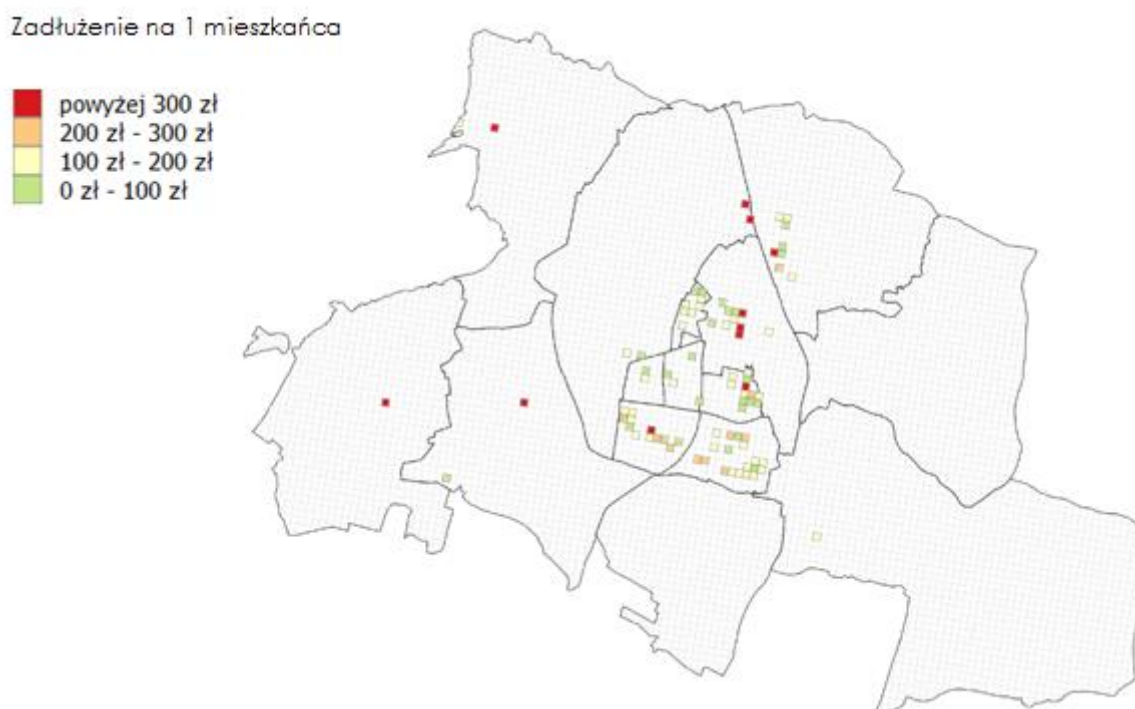 Zadłużenie na 1 mieszkańca
powyżej 300 zł
200 zł - 300 zł
100 zł - 200 zł
0 zł - 100 zł